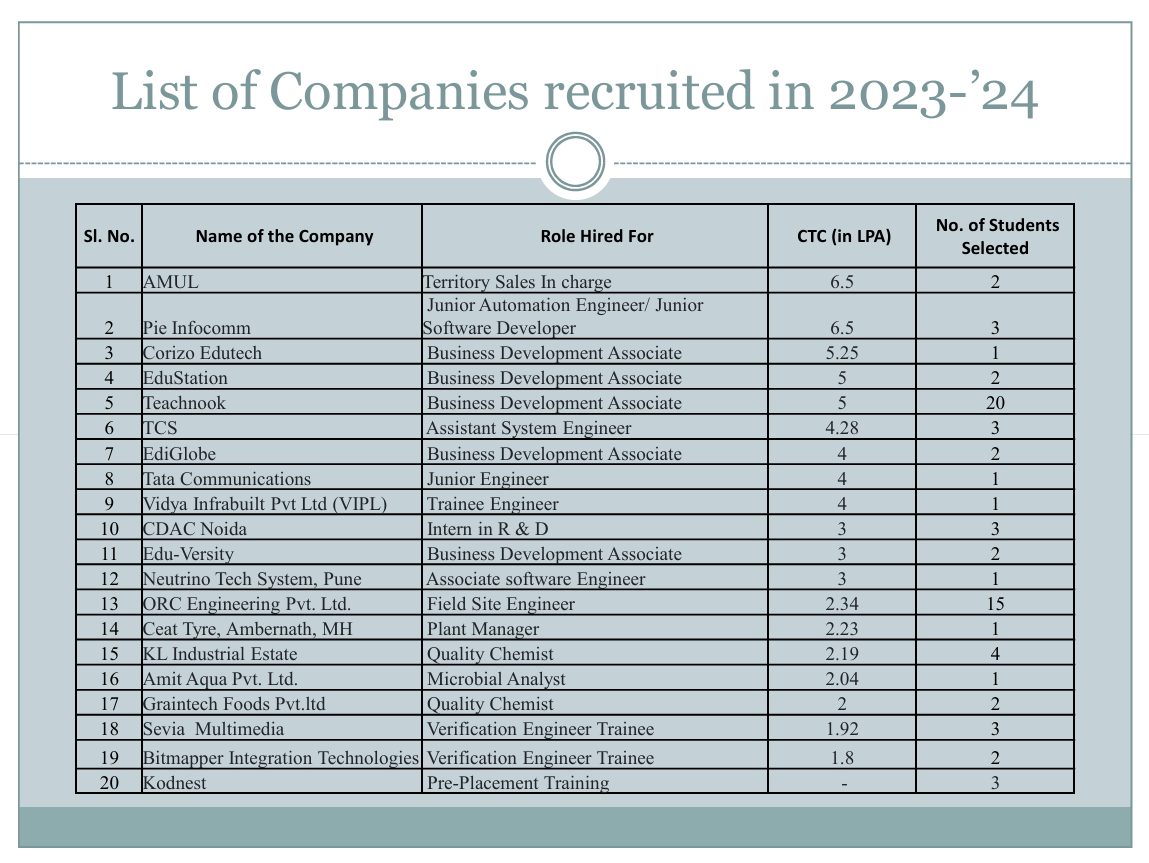 List of Companies recruited in 2023-’24
Sl. No. Name of the Company Role Hired For CTC (in LPA) No. of Students Selected
1 AMUL Territory Sales In charge 6.5 2
Junior Automation Engineer/ Junior
2 Pie Infocomm Software Developer 6.5 3
3 Corizo Edutech Business Development Associate 5.25 1
4 EduStation Business Development Associate 5 2
5 Teachnook Business Development Associate 5 20
6 TCS Assistant System Engineer 4.28 3
7 EdiGlobe Business Development Associate 4 2
8 Tata Communications Junior Engineer 4 1
9 Vidya Infrabuilt Pvt Ltd (VIPL) Trainee Engineer 4 1
10 CDAC Noida Intern in R & D 3 3
11 Edu-Versity Business Development Associate 3 2
12 Neutrino Tech System, Pune Associate software Engineer 3 1
13 ORC Engineering Pvt. Ltd. Field Site Engineer 2.34 15
14 Ceat Tyre, Ambernath, MH Plant Manager 2.23 1
15 KL Industrial Estate Quality Chemist 2.19 4
16 Amit Aqua Pvt. Ltd. Microbial Analyst 2.04 1
17 Graintech Foods Pvt.ltd Quality Chemist 2 2
18 Sevia Multimedia Verification Engineer Trainee 1.92 3
19 Bitmapper Integration Technologies Verification Engineer Trainee 1.8 2
20 Kodnest Pre-Placement Training - 3